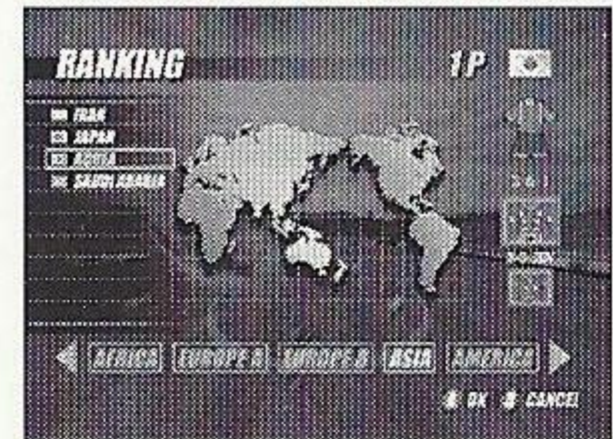 RANKING 1P
IRAN
JAPAN
KOREA
SAUDI ARABIA
AFRICA EUROPE A EUROPE B ASIA AMERICA
OK CANCEL